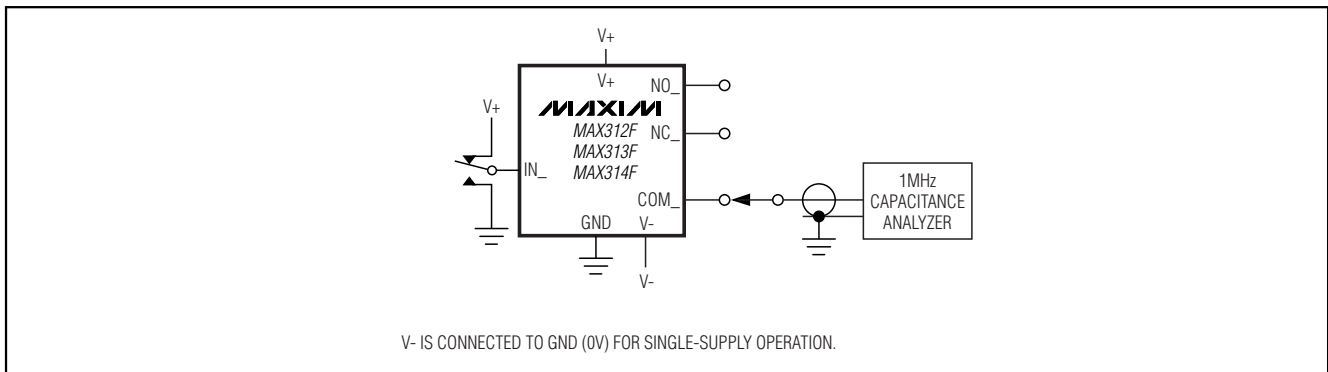 V+
V+
NO_
V+
MAXIM
MAX312F
NC_
MAX313F
MAX314F
IN_
1MHz
CAPACITANCE
ANALYZER
COM_
GND
V-
V-
V- IS CONNECTED TO GND (0V) FOR SINGLE-SUPPLY OPERATION.